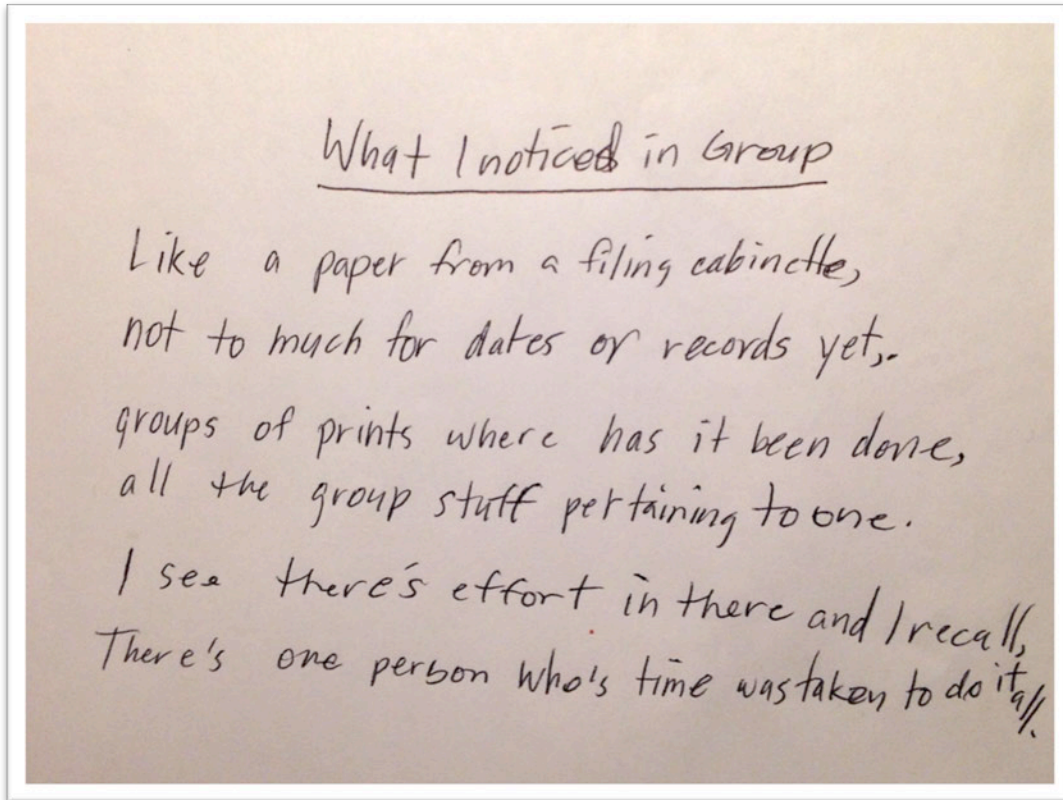 What I noticed in Group
Like a paper from a filing cabinette,
not to much for dates or records yet,.
groups of prints where has it been done,
all the group stuff pertaining to one.
I see there's effort in there and I recall,
There's one person who's time was taken to do it all.